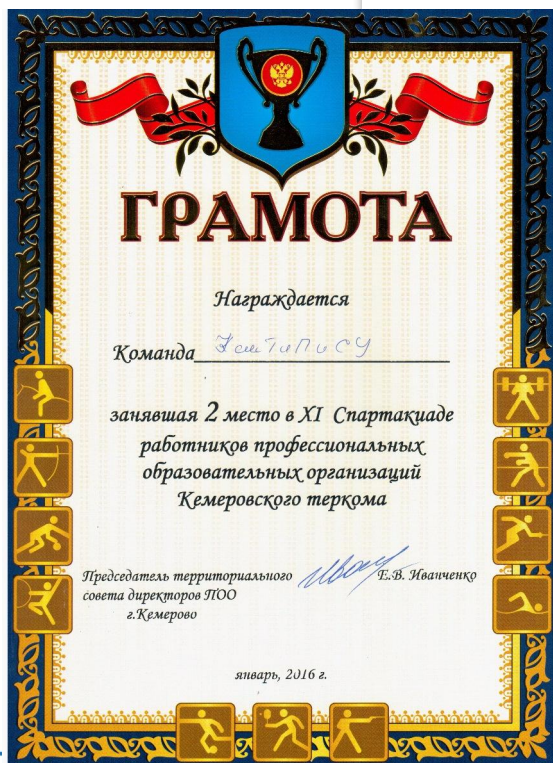 ГРАМОТА
Награждается
Команда КемТиПиСУ
занявшая 2 место в XI Спартакиаде
работников профессиональных
образовательных организаций
Кемеровского теркома
Председатель территориального
совета директоров ПОО
г.Кемерово
Е.В. Иванченко
январь, 2016 г.